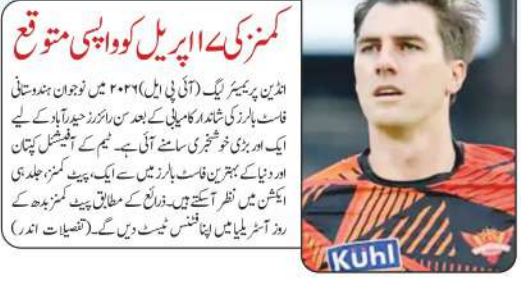 کمنز کی ۱۷ اپریل کو واپسی متوقع
انڈین پریمیئر لیگ (آئی پی ایل) ۲۰۲۶ میں نوجوان ہندوستانی
فاسٹ بالرز کی شاندار کامیابی کے بعد سن رائزرز حیدرآباد کے لیے
ایک اور بڑی خوشخبری سامنے آئی ہے۔ ٹیم کے آفیشل کپتان
اور دنیا کے بہترین فاسٹ بالرز میں سے ایک، پیٹ کمنز، جلد ہی
ایکشن میں نظر آسکتے ہیں۔ ذرائع کے مطابق پیٹ کمنز بدھ کے
روز آسٹریلیا میں اپنا فٹنس ٹیسٹ دیں گے۔ (تفصیلات اندر)
KUhl